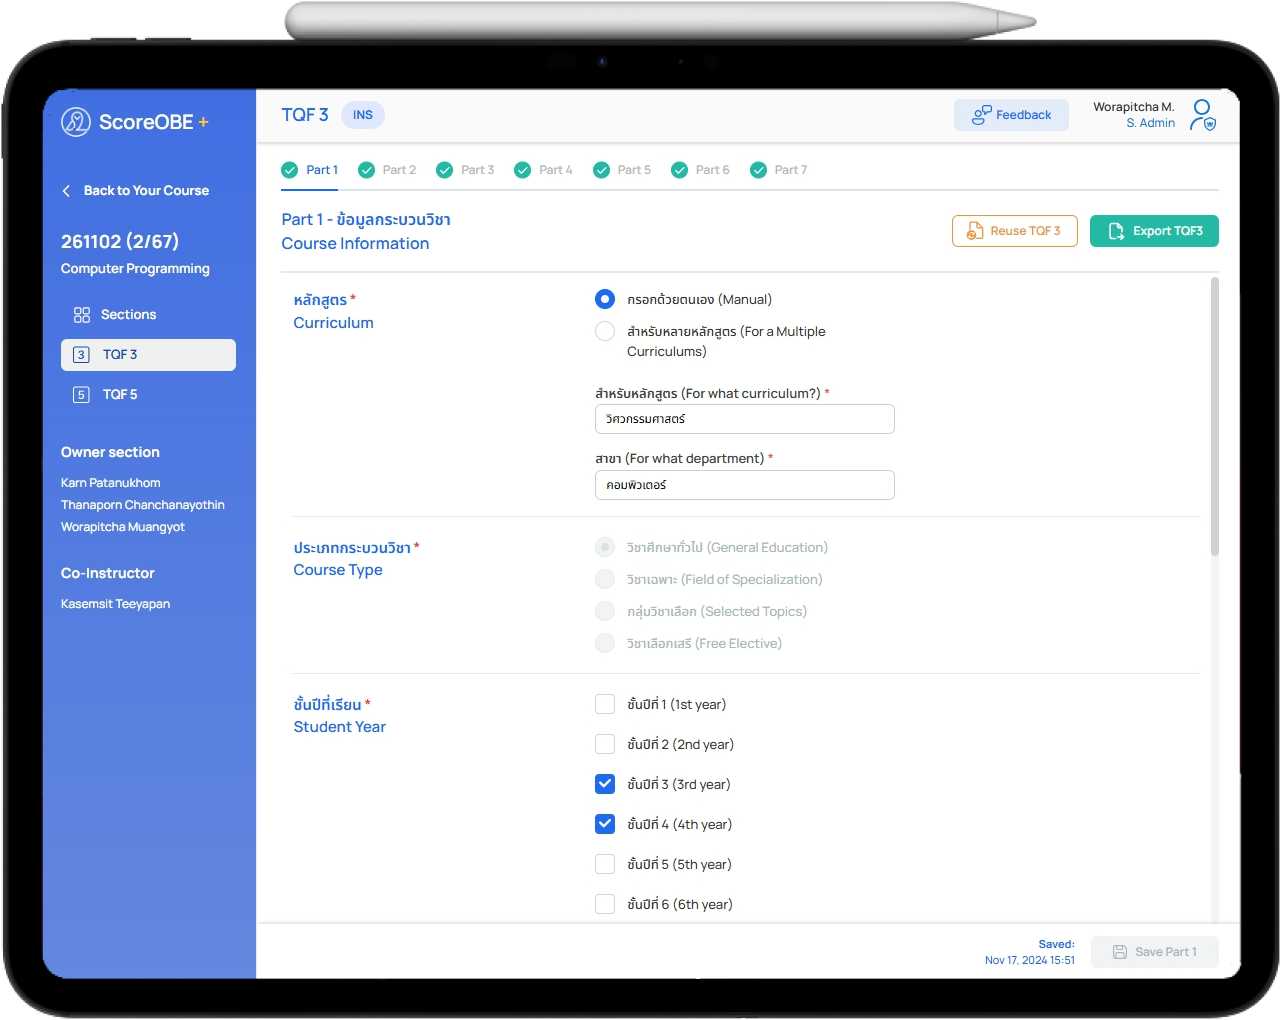 ScoreOBE +
Back to Your Course
261102 (2/67)
Computer Programming
Sections
3 TQF 3
5 TQF 5
Owner section
Karn Patanukhom
Thanaporn Chanchanayothin
Worapitcha Muangyot
Co-Instructor
Kasemsit Teeyapan
TQF 3 INS
Feedback
Worapitcha M.
S. Admin
Part 1 Part 2 Part 3 Part 4 Part 5 Part 6 Part 7
Part 1 - ข้อมูลกระบวนวิชา
Course Information
Reuse TQF 3
Export TQF3
หลักสูตร *
Curriculum
กรอกด้วยตนเอง (Manual)
สำหรับหลายหลักสูตร (For a Multiple
Curriculums)
สำหรับหลักสูตร (For what curriculum?) *
วิศวกรรมศาสตร์
สาขา (For what department) *
คอมพิวเตอร์
ประเภทกระบวนวิชา *
Course Type
วิชาศึกษาทั่วไป (General Education)
วิชาเฉพาะ (Field of Specialization)
กลุ่มวิชาเลือก (Selected Topics)
วิชาเลือกเสรี (Free Elective)
ชั้นปีที่เรียน *
Student Year
ชั้นปีที่ 1 (1st year)
ชั้นปีที่ 2 (2nd year)
ชั้นปีที่ 3 (3rd year)
ชั้นปีที่ 4 (4th year)
ชั้นปีที่ 5 (5th year)
ชั้นปีที่ 6 (6th year)
Saved:
Nov 17, 2024 15:51
Save Part 1